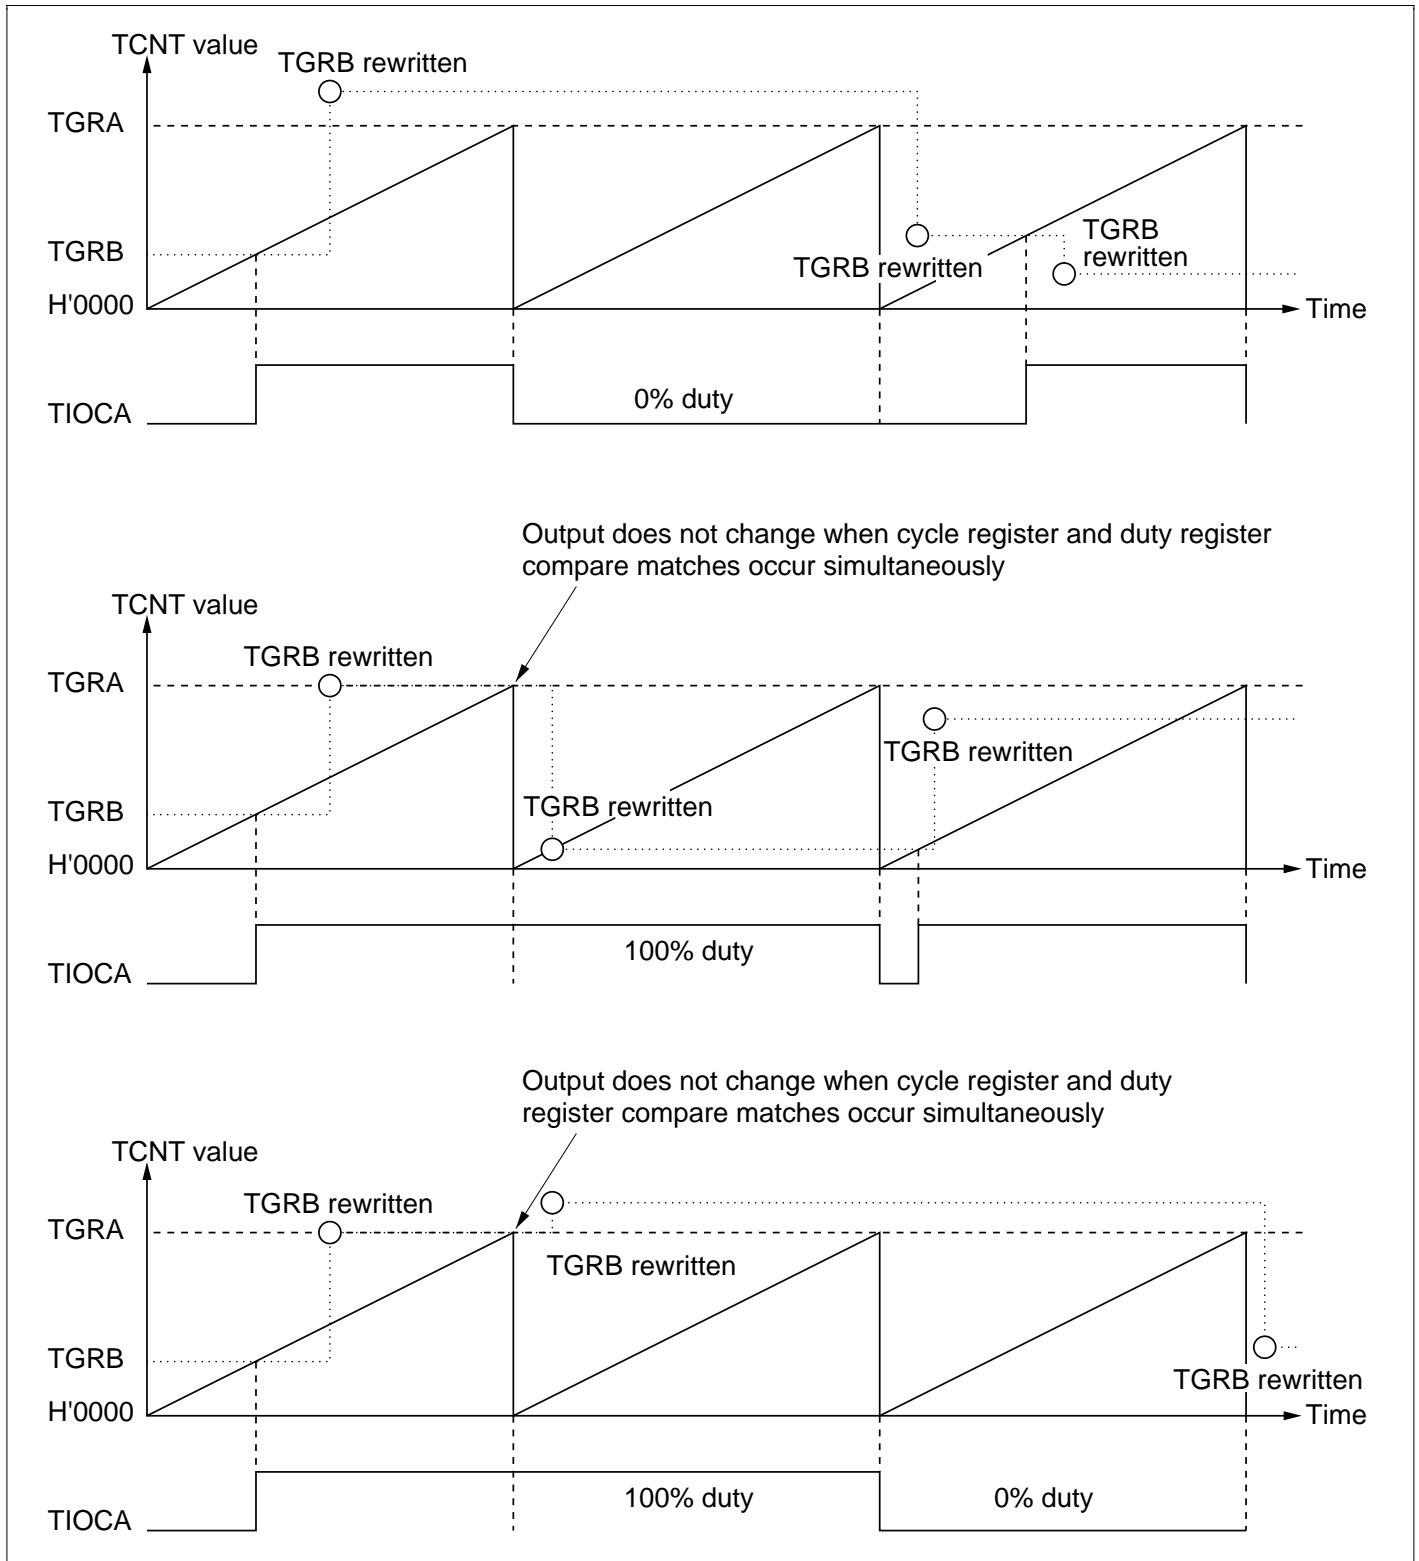 TCNT value
TGRB rewritten
TGRA
TGRB
rewritten
TGRB
TGRB rewritten
H'0000
Time
0% duty
TIOCA
Output does not change when cycle register and duty register
compare matches occur simultaneously
TCNT value
TGRB rewritten
TGRA
TGRB rewritten
TGRB
TGRB rewritten
H'0000
Time
100% duty
TIOCA
Output does not change when cycle register and duty
register compare matches occur simultaneously
TCNT value
TGRB rewritten
TGRA
TGRB rewritten
TGRB
TGRB rewritten
H'0000
Time
100% duty
0% duty
TIOCA